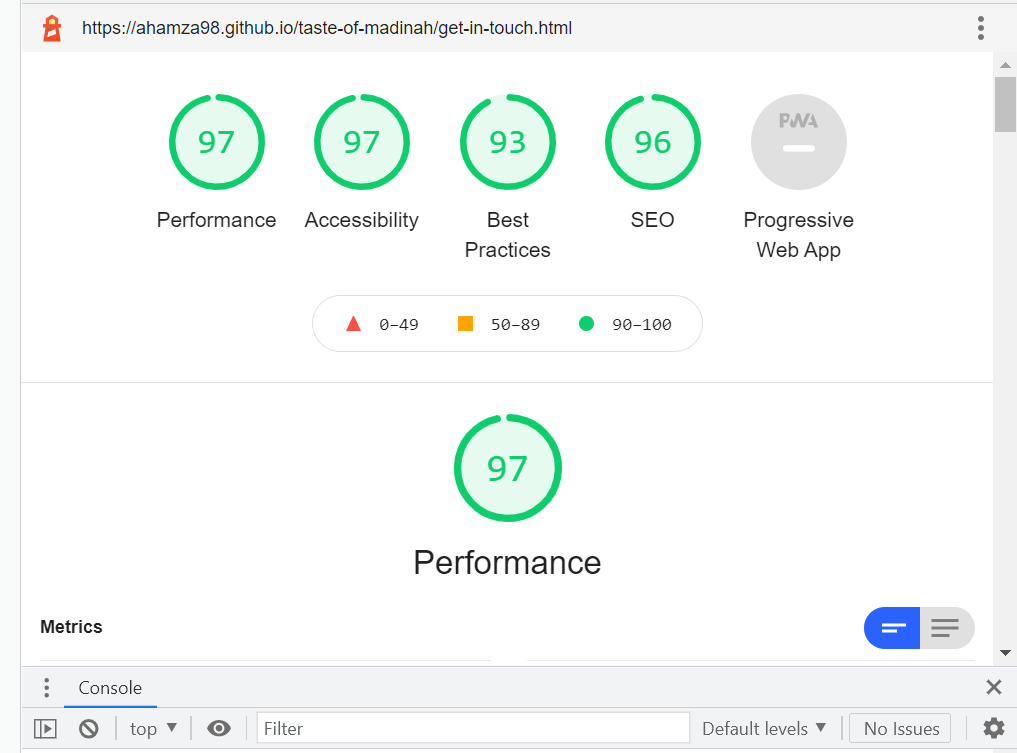 https://ahamza98.github.io/taste-of-madinah/get-in-touch.html
97
97
93
96
PWA
Performance
Accessibility
Best
Practices
SEO
Progressive
Web App
0–49
50–89
90–100
97
Performance
Metrics
Console
top
Filter
Default levels
No Issues